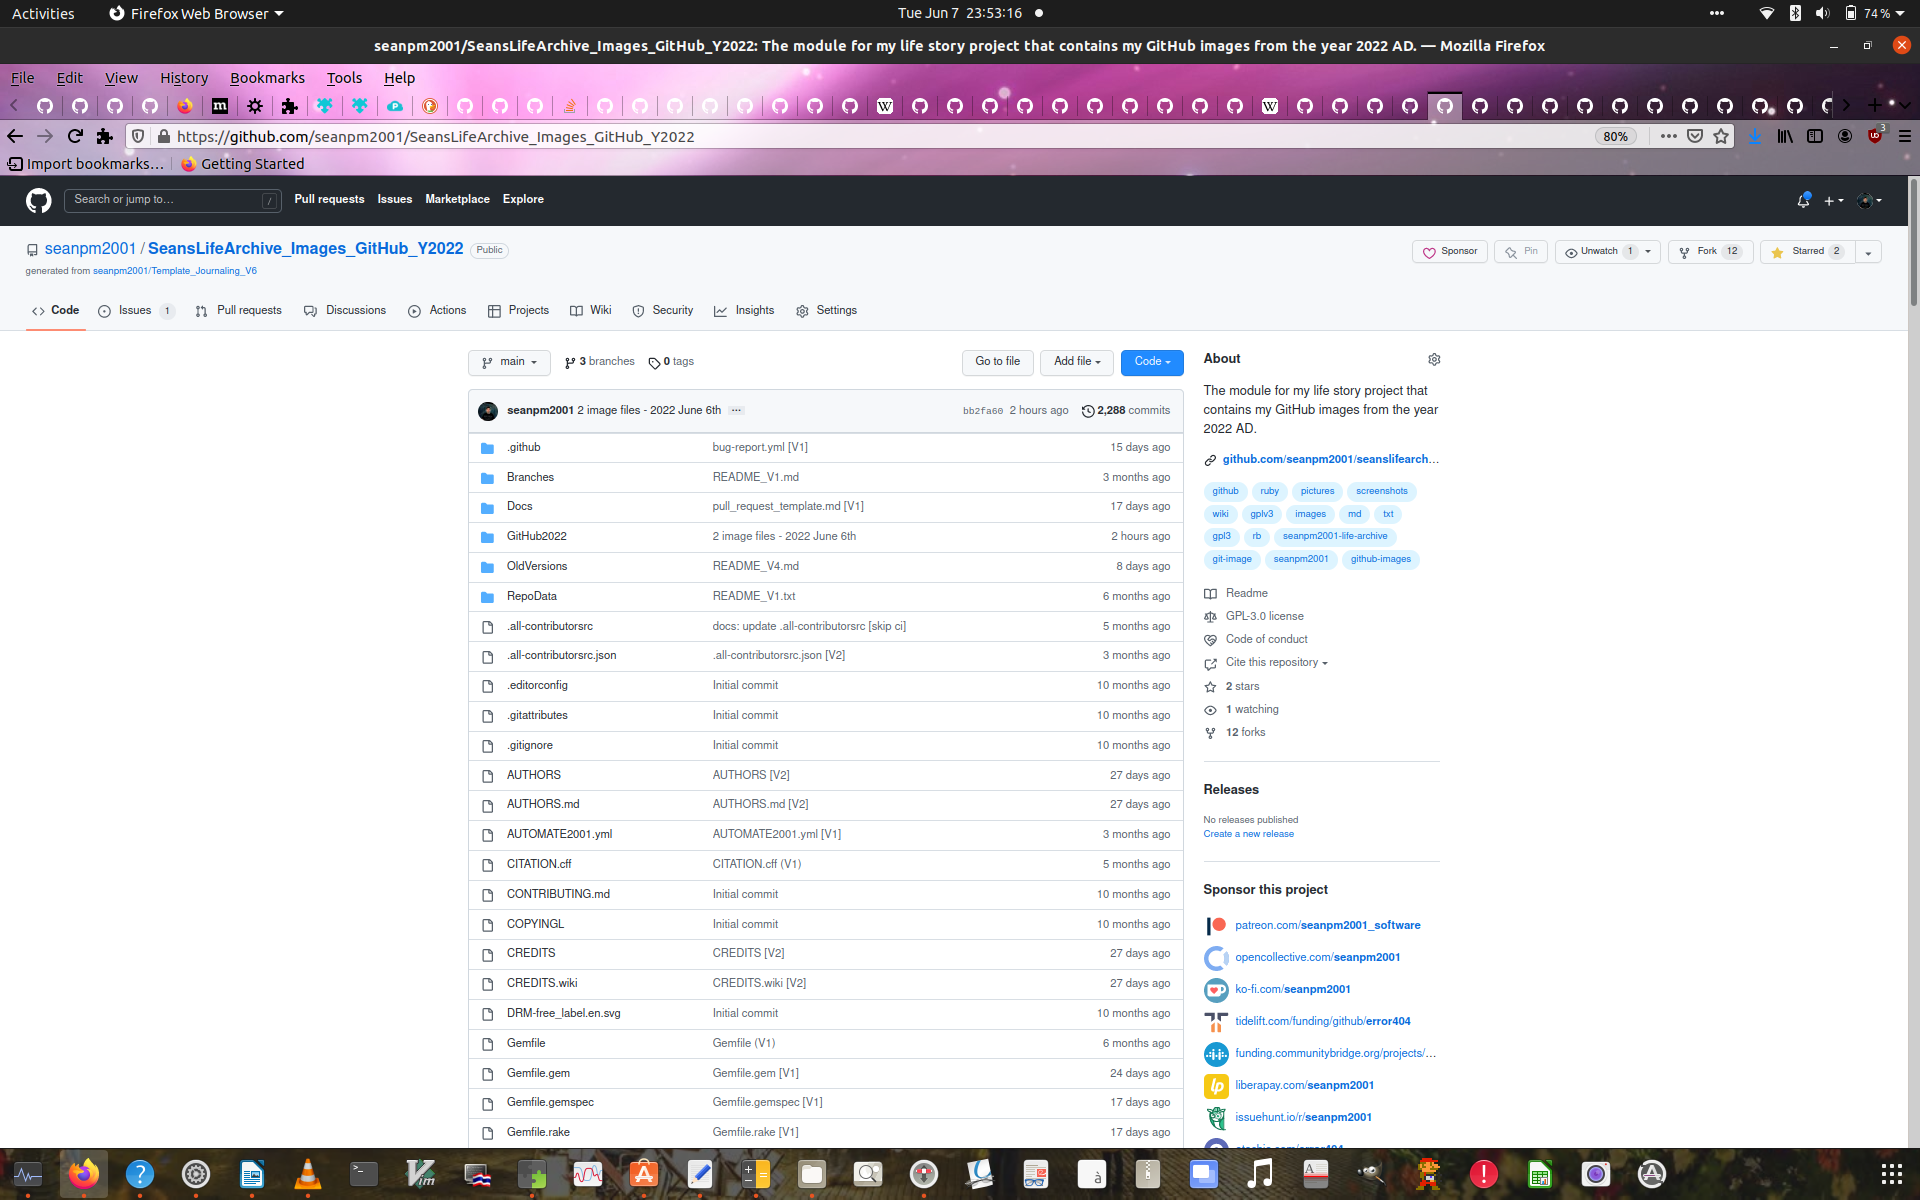 Activities Firefox Web Browser Tue Jun 7 23:53:16 74 %
seanpm2001/SeansLifeArchive_Images_GitHub_Y2022: The module for my life story project that contains my GitHub images from the year 2022 AD. — Mozilla Firefox
File Edit View History Bookmarks Tools Help
https://github.com/seanpm2001/SeansLifeArchive_Images_GitHub_Y2022 80% 3
Import bookmarks… Getting Started
Search or jump to… / Pull requests Issues Marketplace Explore
seanpm2001 / SeansLifeArchive_Images_GitHub_Y2022 Public Sponsor Pin Unwatch 1 Fork 12 Starred 2
generated from seanpm2001/Template_Journaling_V6
Code Issues 1 Pull requests Discussions Actions Projects Wiki Security Insights Settings
main 3 branches 0 tags Go to file Add file Code
seanpm2001 2 image files - 2022 June 6th ... bb2fa60 2 hours ago 2,288 commits
.github bug-report.yml [V1] 15 days ago
Branches README_V1.md 3 months ago
Docs pull_request_template.md [V1] 17 days ago
GitHub2022 2 image files - 2022 June 6th 2 hours ago
OldVersions README_V4.md 8 days ago
RepoData README_V1.txt 6 months ago
.all-contributorsrc docs: update .all-contributorsrc [skip ci] 5 months ago
.all-contributorsrc.json .all-contributorsrc.json [V2] 3 months ago
.editorconfig Initial commit 10 months ago
.gitattributes Initial commit 10 months ago
.gitignore Initial commit 10 months ago
AUTHORS AUTHORS [V2] 27 days ago
AUTHORS.md AUTHORS.md [V2] 27 days ago
AUTOMATE2001.yml AUTOMATE2001.yml [V1] 3 months ago
CITATION.cff CITATION.cff (V1) 5 months ago
CONTRIBUTING.md Initial commit 10 months ago
COPYINGL Initial commit 10 months ago
CREDITS CREDITS [V2] 27 days ago
CREDITS.wiki CREDITS.wiki [V2] 27 days ago
DRM-free_label.en.svg Initial commit 10 months ago
Gemfile Gemfile (V1) 6 months ago
Gemfile.gem Gemfile.gem [V1] 24 days ago
Gemfile.gemspec Gemfile.gemspec [V1] 17 days ago
Gemfile.rake Gemfile.rake [V1] 17 days ago
About
The module for my life story project that
contains my GitHub images from the year
2022 AD.
github.com/seanpm2001/seanslifearch…
github ruby pictures screenshots
wiki gplv3 images md txt
gpl3 rb seanpm2001-life-archive
git-image seanpm2001 github-images
Readme
GPL-3.0 license
Code of conduct
Cite this repository
2 stars
1 watching
12 forks
Releases
No releases published
Create a new release
Sponsor this project
patreon.com/seanpm2001_software
opencollective.com/seanpm2001
ko-fi.com/seanpm2001
tidelift.com/funding/github/error404
funding.communitybridge.org/projects/…
liberapay.com/seanpm2001
issuehunt.io/r/seanpm2001